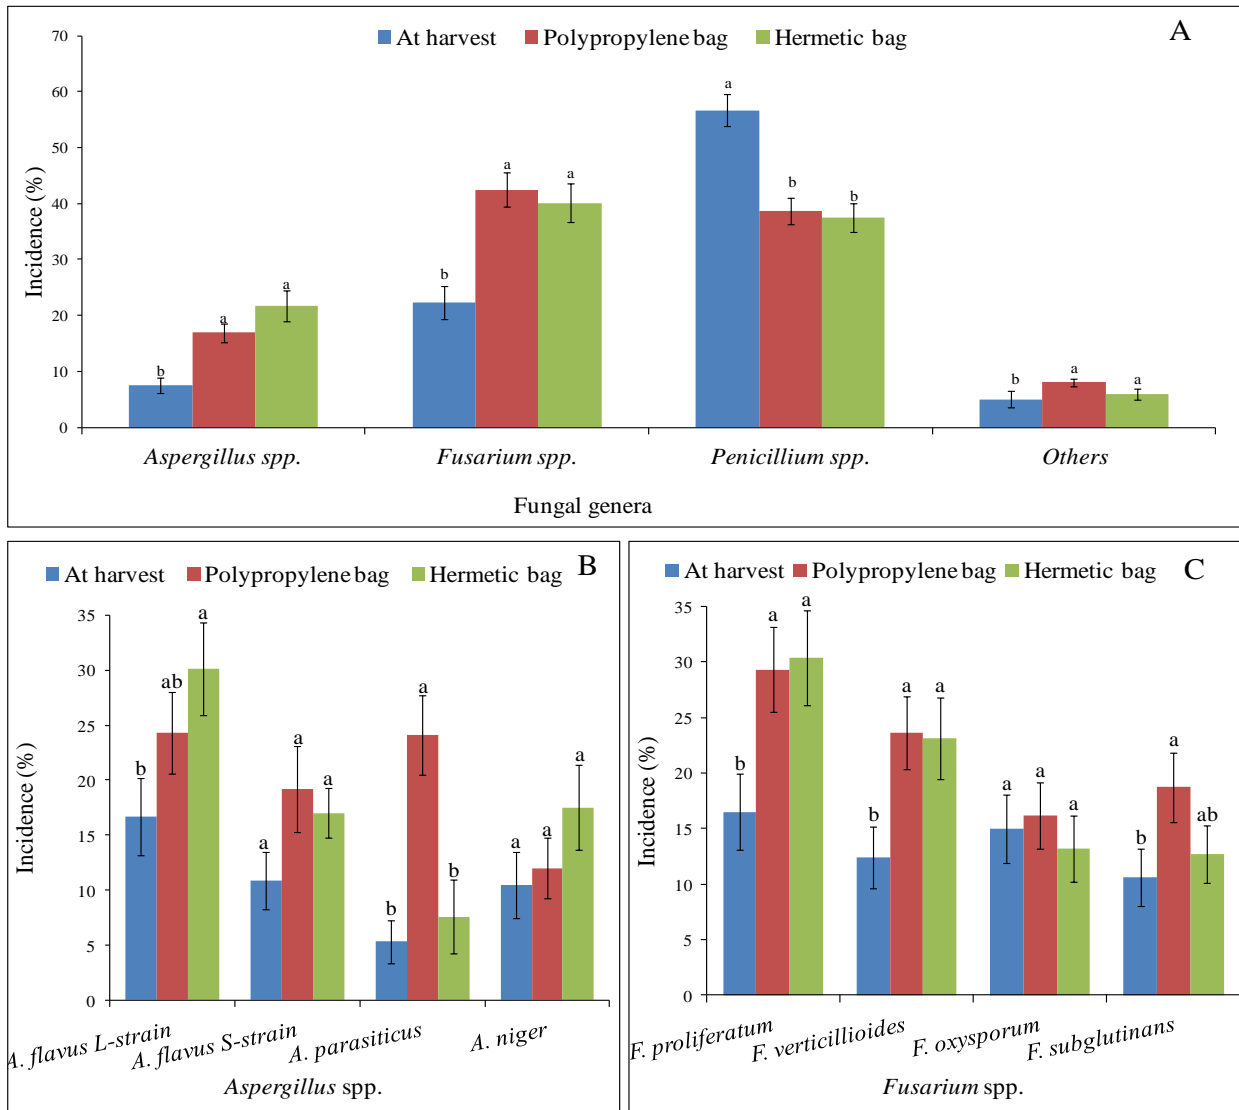 A
At harvest Polypropylene bag Hermetic bag
70
60
50
40
30
20
10
0
Incidence (%)
b a a
b a a
a b b
b a a
Aspergillus spp. Fusarium spp. Penicillium spp. Others
Fungal genera
B
At harvest Polypropylene bag Hermetic bag
35
30
25
20
15
10
5
0
Incidence (%)
b ab a
a a a
b a b
a a a
A. flavus L-strain A. flavus S-strain A. parasiticus A. niger
Aspergillus spp.
C
At harvest Polypropylene bag Hermetic bag
35
30
25
20
15
10
5
0
Incidence (%)
b a a
b a a
a a a
b a ab
F. proliferatum F. verticillioides F. oxysporum F. subglutinans
Fusarium spp.